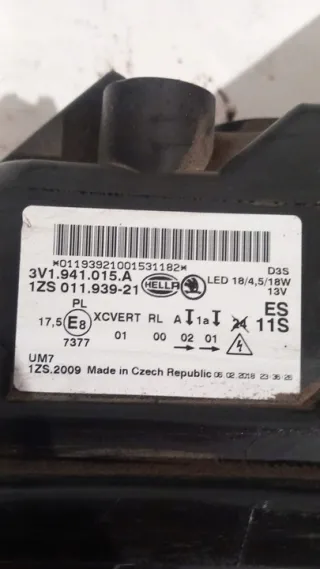 *01193921001531182*
3V1.941.015.A HELLA D3S
1ZS 011.939-21 LED 18/4,5/18W
13V
PL ES
17,5 E8 XCVERT RL A 1a 24 11S
7377 01 00 02 01
UM7
1ZS.2009 Made in Czech Republic 06.02.2018 23:36:26